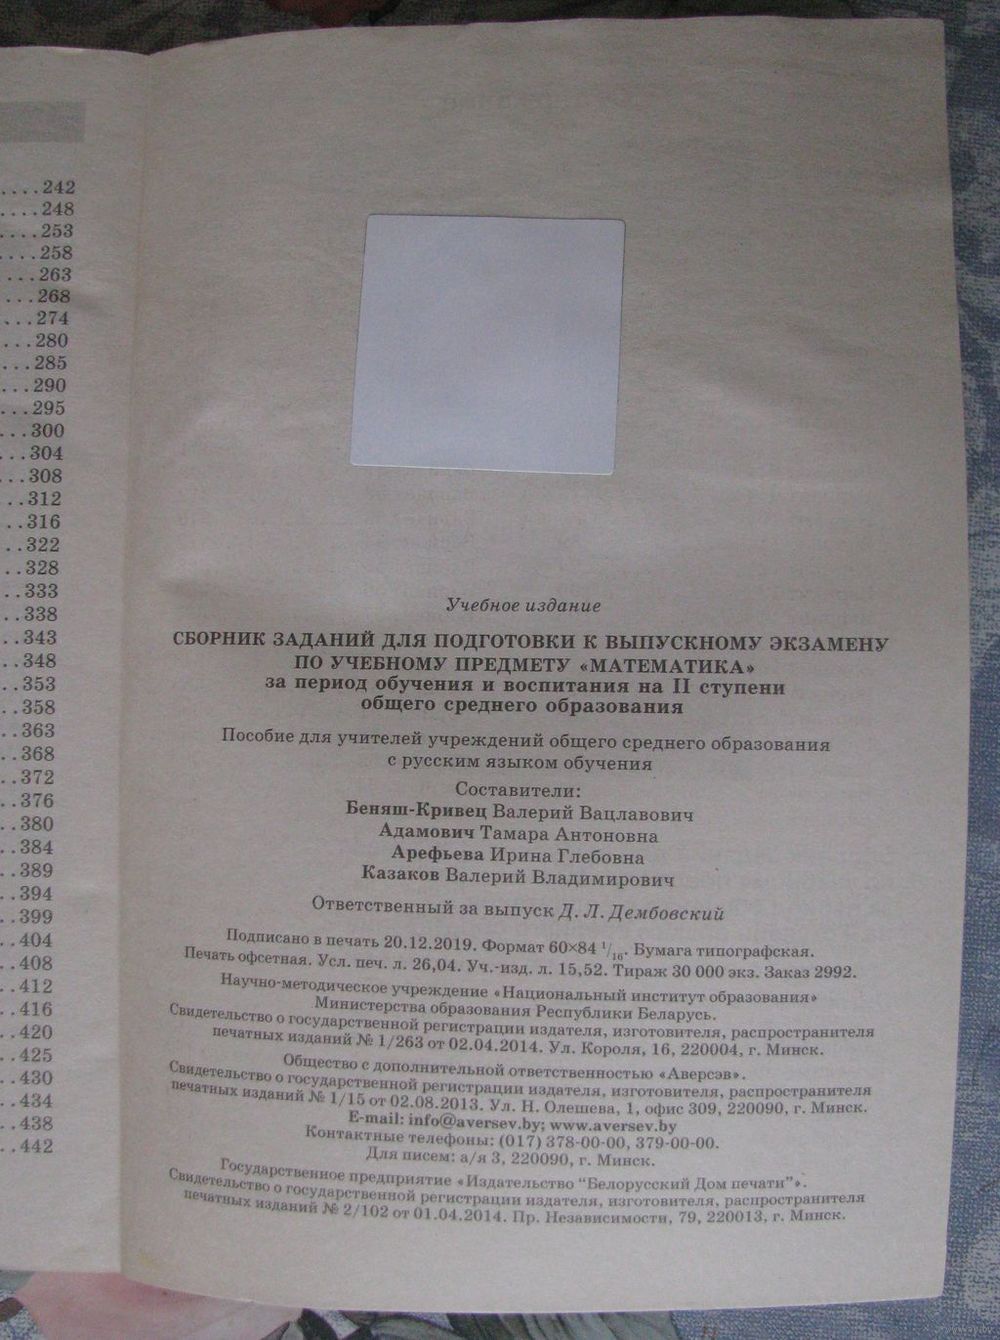 ....242
....248
....253
....258
...263
...268
...274
...280
...285
...290
...295
...300
...304
...308
..312
..316
..322
..328
..333
..338
..343
..348
..353
..358
..363
..368
..372
..376
..380
..384
..389
..394
..399
..404
..408
..412
..416
..420
..425
..430
..434
..438
..442
Учебное издание
СБОРНИК ЗАДАНИЙ ДЛЯ ПОДГОТОВКИ К ВЫПУСКНОМУ ЭКЗАМЕНУ
ПО УЧЕБНОМУ ПРЕДМЕТУ «МАТЕМАТИКА»
за период обучения и воспитания на II ступени
общего среднего образования
Пособие для учителей учреждений общего среднего образования
с русским языком обучения
Составители:
Беняш-Кривец Валерий Вацлавович
Адамович Тамара Антоновна
Арефьева Ирина Глебовна
Казаков Валерий Владимирович
Ответственный за выпуск Д. Л. Дембовский
Подписано в печать 20.12.2019. Формат 60×84 1/16. Бумага типографская.
Печать офсетная. Усл. печ. л. 26,04. Уч.-изд. л. 15,52. Тираж 30 000 экз. Заказ 2992.
Научно-методическое учреждение «Национальный институт образования»
Министерства образования Республики Беларусь.
Свидетельство о государственной регистрации издателя, изготовителя, распространителя
печатных изданий № 1/263 от 02.04.2014. Ул. Короля, 16, 220004, г. Минск.
Общество с дополнительной ответственностью «Аверсэв».
Свидетельство о государственной регистрации издателя, изготовителя, распространителя
печатных изданий № 1/15 от 02.08.2013. Ул. Н. Олешева, 1, офис 309, 220090, г. Минск.
E-mail: info@aversev.by; www.aversev.by
Контактные телефоны: (017) 378-00-00, 379-00-00.
Для писем: а/я 3, 220090, г. Минск.
Государственное предприятие «Издательство “Белорусский Дом печати”».
Свидетельство о государственной регистрации издателя, изготовителя, распространителя
печатных изданий № 2/102 от 01.04.2014. Пр. Независимости, 79, 220013, г. Минск.